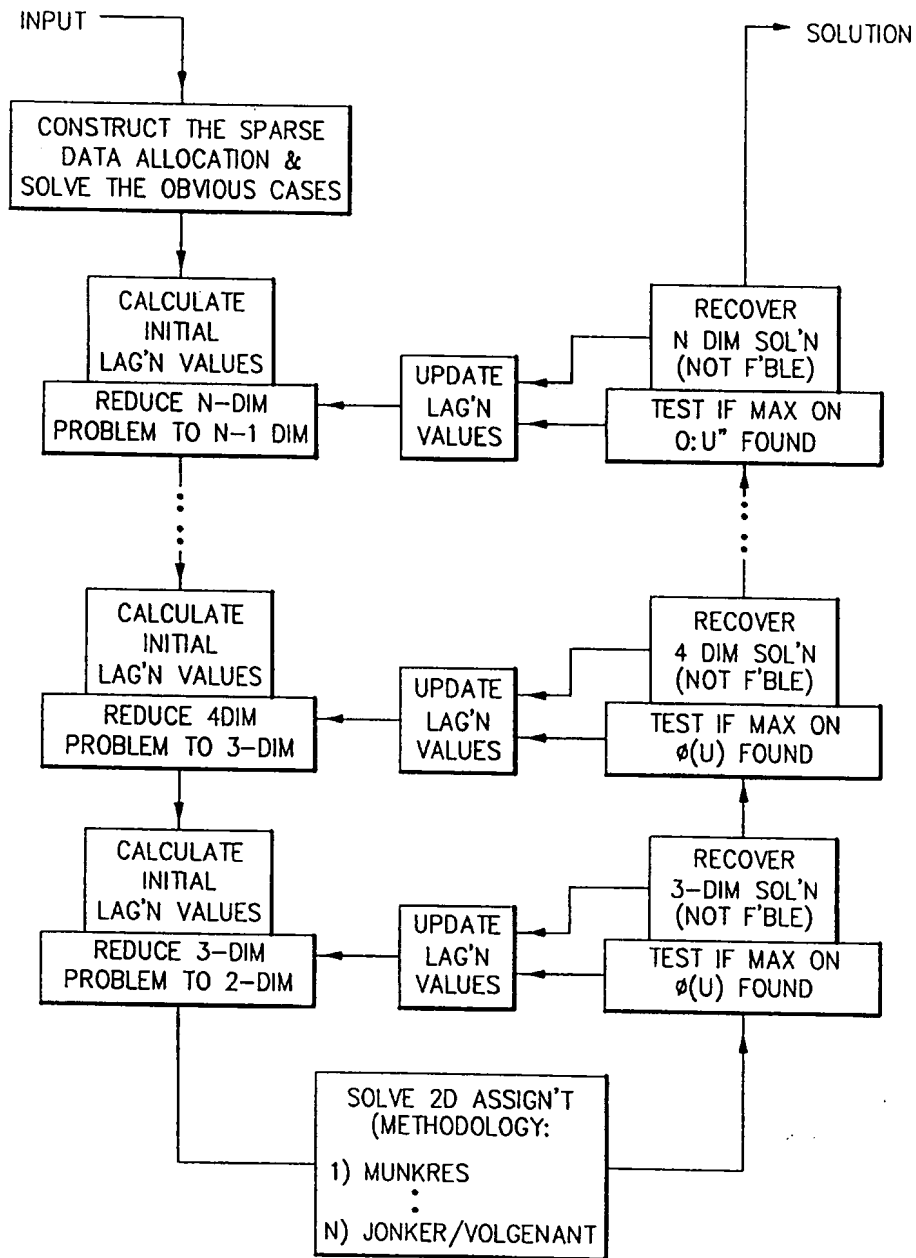 INPUT
SOLUTION
CONSTRUCT THE SPARSE
DATA ALLOCATION &
SOLVE THE OBVIOUS CASES
CALCULATE
INITIAL
LAG'N VALUES
REDUCE N-DIM
PROBLEM TO N-1 DIM
UPDATE
LAG'N
VALUES
RECOVER
N DIM SOL'N
(NOT F'BLE)
TEST IF MAX ON
O:U" FOUND
CALCULATE
INITIAL
LAG'N VALUES
REDUCE 4DIM
PROBLEM TO 3-DIM
UPDATE
LAG'N
VALUES
RECOVER
4 DIM SOL'N
(NOT F'BLE)
TEST IF MAX ON
ø(U) FOUND
CALCULATE
INITIAL
LAG'N VALUES
REDUCE 3-DIM
PROBLEM TO 2-DIM
UPDATE
LAG'N
VALUES
RECOVER
3-DIM SOL'N
(NOT F'BLE)
TEST IF MAX ON
ø(U) FOUND
SOLVE 2D ASSIGN'T
(METHODOLOGY:
1) MUNKRES
N) JONKER/VOLGENANT